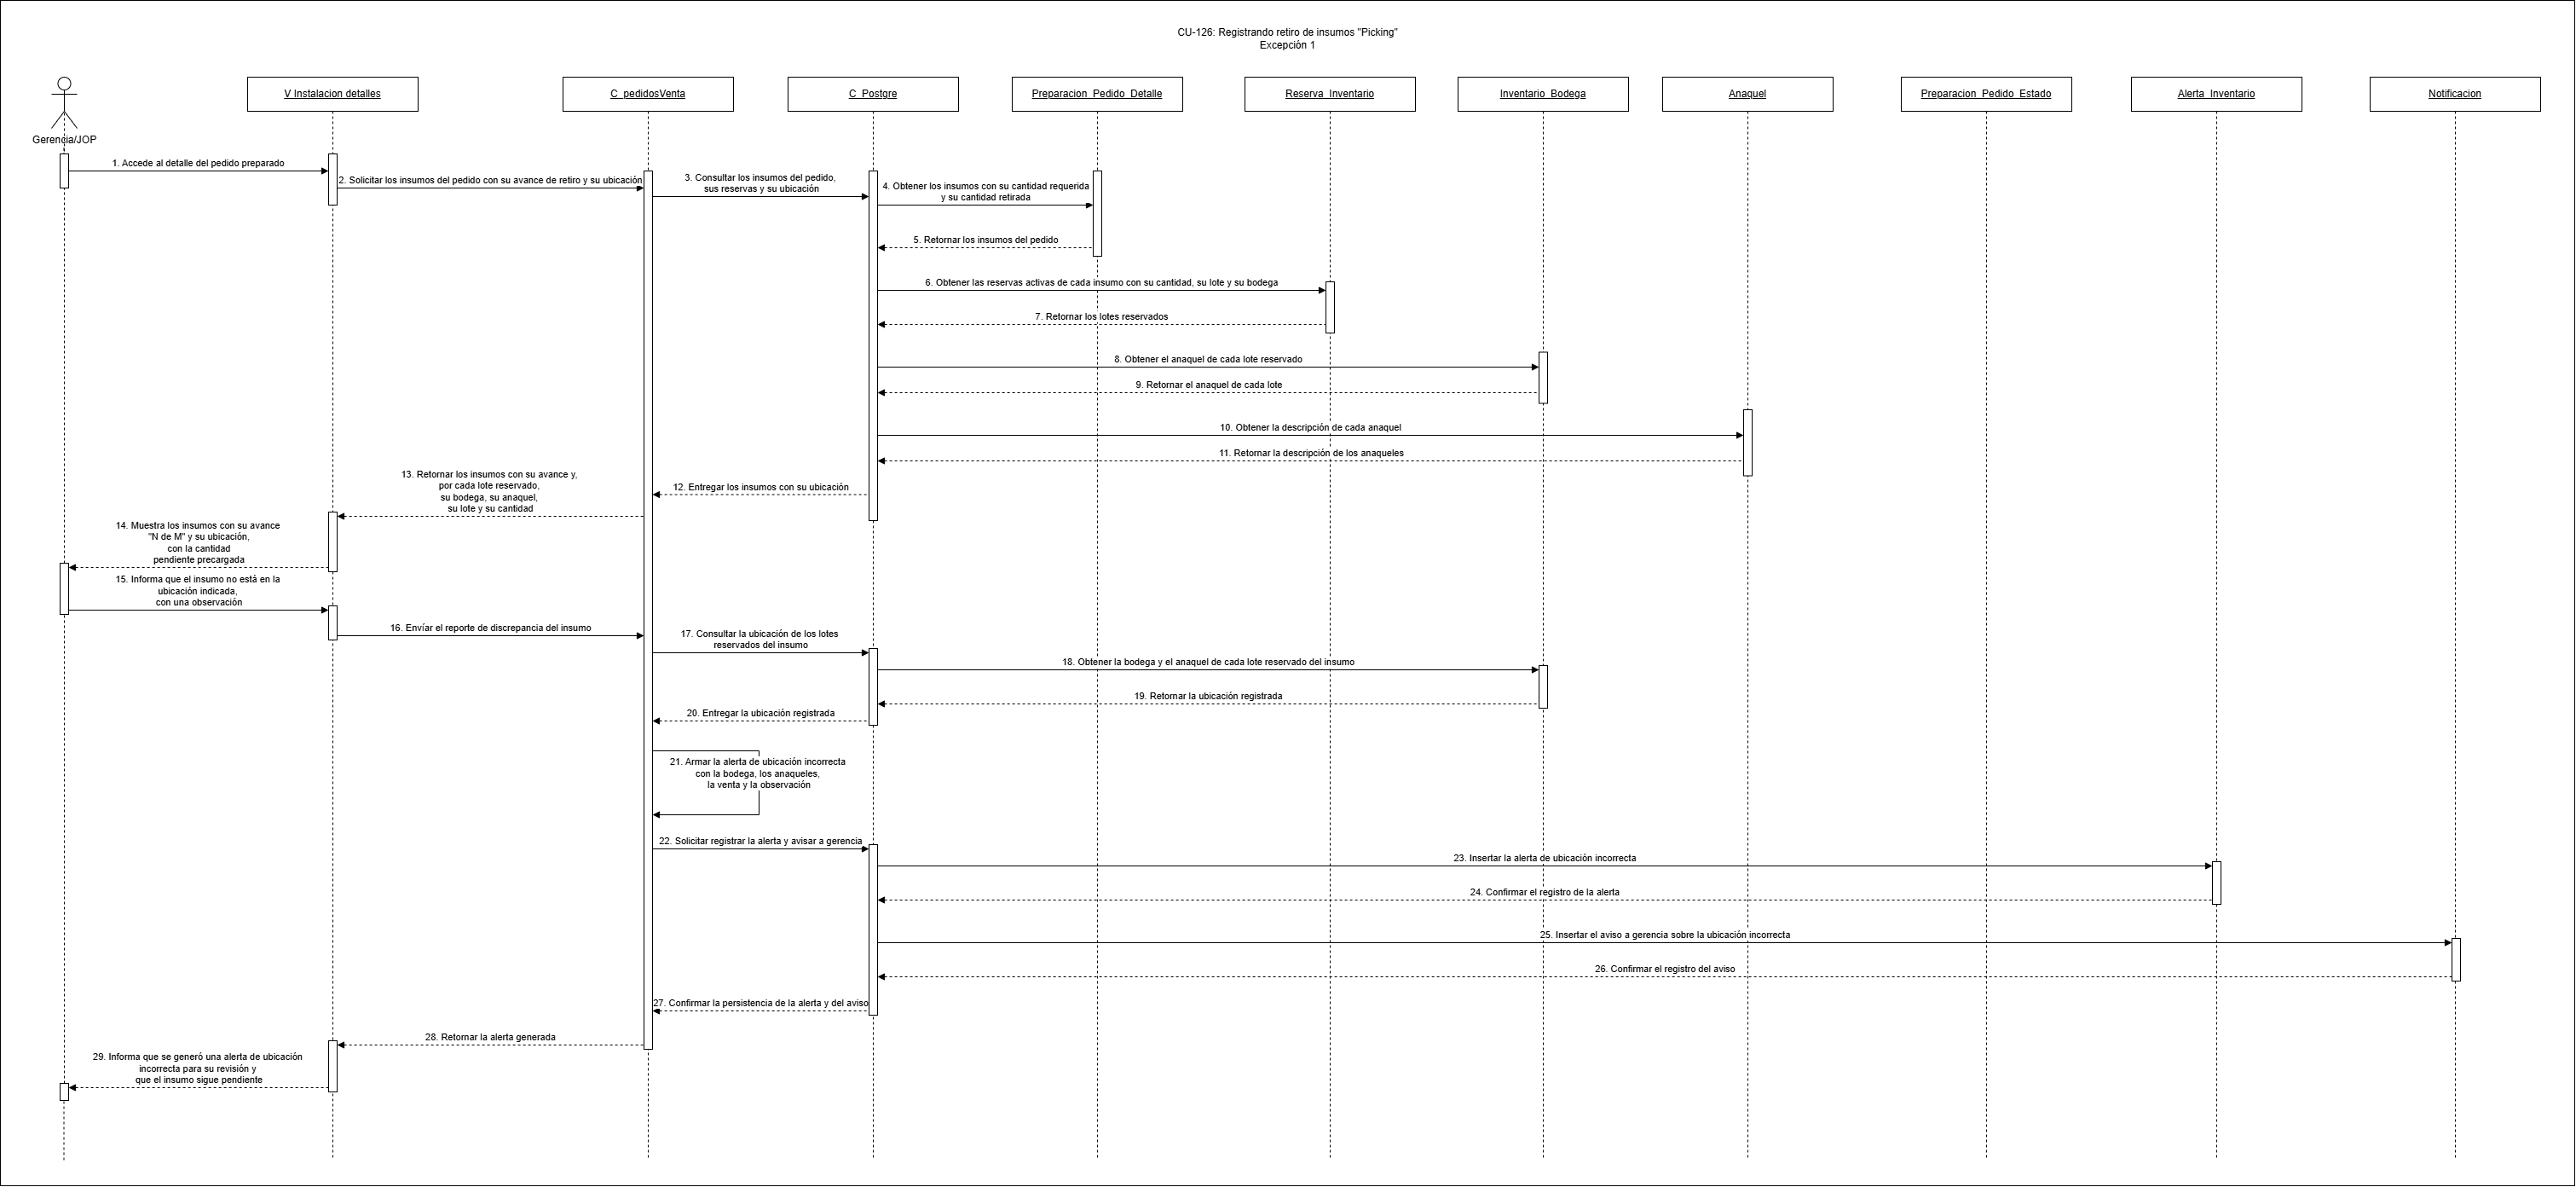 CU-126: Registrando retiro de insumos "Picking"
Excepción 1
Gerencia/JOP
V Instalacion detalles
C_pedidosVenta
C_Postgre
Preparacion_Pedido_Detalle
Reserva_Inventario
Inventario_Bodega
Anaquel
Preparacion_Pedido_Estado
Alerta_Inventario
Notificacion
1. Accede al detalle del pedido preparado
2. Solicitar los insumos del pedido con su avance de retiro y su ubicación
3. Consultar los insumos del pedido,
sus reservas y su ubicación
4. Obtener los insumos con su cantidad requerida
y su cantidad retirada
5. Retornar los insumos del pedido
6. Obtener las reservas activas de cada insumo con su cantidad, su lote y su bodega
7. Retornar los lotes reservados
8. Obtener el anaquel de cada lote reservado
9. Retornar el anaquel de cada lote
10. Obtener la descripción de cada anaquel
11. Retornar la descripción de los anaqueles
12. Entregar los insumos con su ubicación
13. Retornar los insumos con su avance y,
por cada lote reservado,
su bodega, su anaquel,
su lote y su cantidad
14. Muestra los insumos con su avance
"N de M" y su ubicación,
con la cantidad
pendiente precargada
15. Informa que el insumo no está en la
ubicación indicada,
con una observación
16. Envíar el reporte de discrepancia del insumo
17. Consultar la ubicación de los lotes
reservados del insumo
18. Obtener la bodega y el anaquel de cada lote reservado del insumo
19. Retornar la ubicación registrada
20. Entregar la ubicación registrada
21. Armar la alerta de ubicación incorrecta
con la bodega, los anaqueles,
la venta y la observación
22. Solicitar registrar la alerta y avisar a gerencia
23. Insertar la alerta de ubicación incorrecta
24. Confirmar el registro de la alerta
25. Insertar el aviso a gerencia sobre la ubicación incorrecta
26. Confirmar el registro del aviso
27. Confirmar la persistencia de la alerta y del aviso
28. Retornar la alerta generada
29. Informa que se generó una alerta de ubicación
incorrecta para su revisión y
que el insumo sigue pendiente